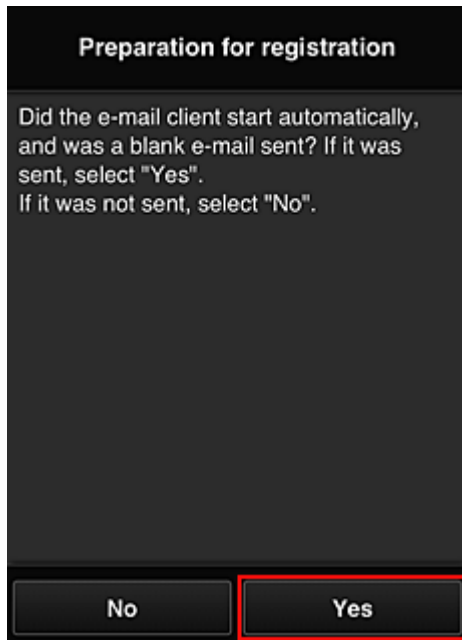 Preparation for registration
Did the e-mail client start automatically,
and was a blank e-mail sent? If it was
sent, select "Yes".
If it was not sent, select "No".
No
Yes